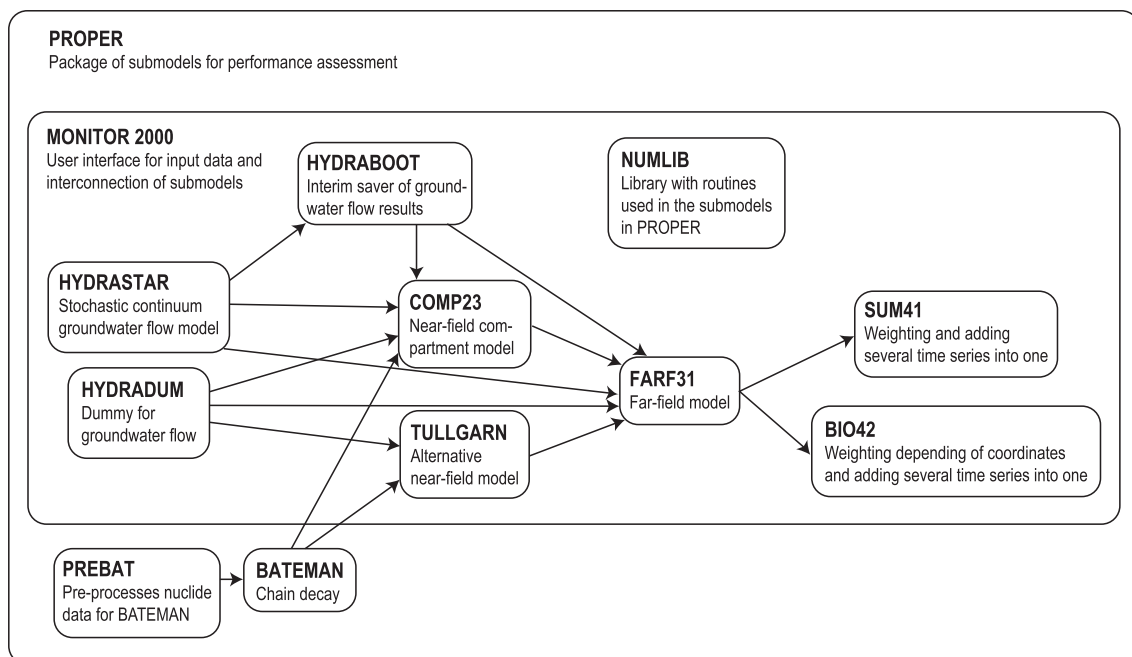 PROPER
Package of submodels for performance assessment
MONITOR 2000
User interface for input data and
interconnection of submodels
HYDRABOOT
Interim saver of ground-
water flow results
NUMLIB
Library with routines
used in the submodels
in PROPER
HYDRASTAR
Stochastic continuum
groundwater flow model
COMP23
Near-field com-
partment model
SUM41
Weighting and adding
several time series into one
HYDRADUM
Dummy for
groundwater flow
FARF31
Far-field model
TULLGARN
Alternative
near-field model
BIO42
Weighting depending of coordinates
and adding several time series into one
PREBAT
Pre-processes nuclide
data for BATEMAN
BATEMAN
Chain decay